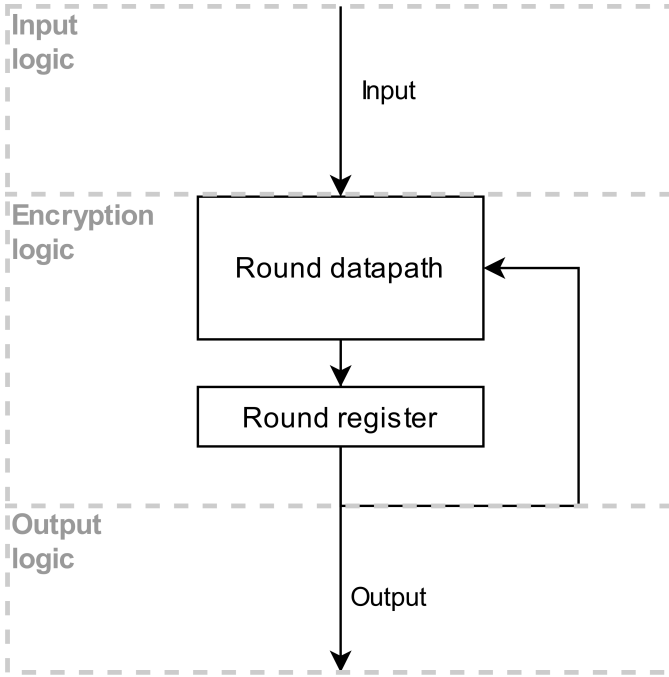 Input
logic
Input
Encryption
logic
Round datapath
Round register
Output
logic
Output